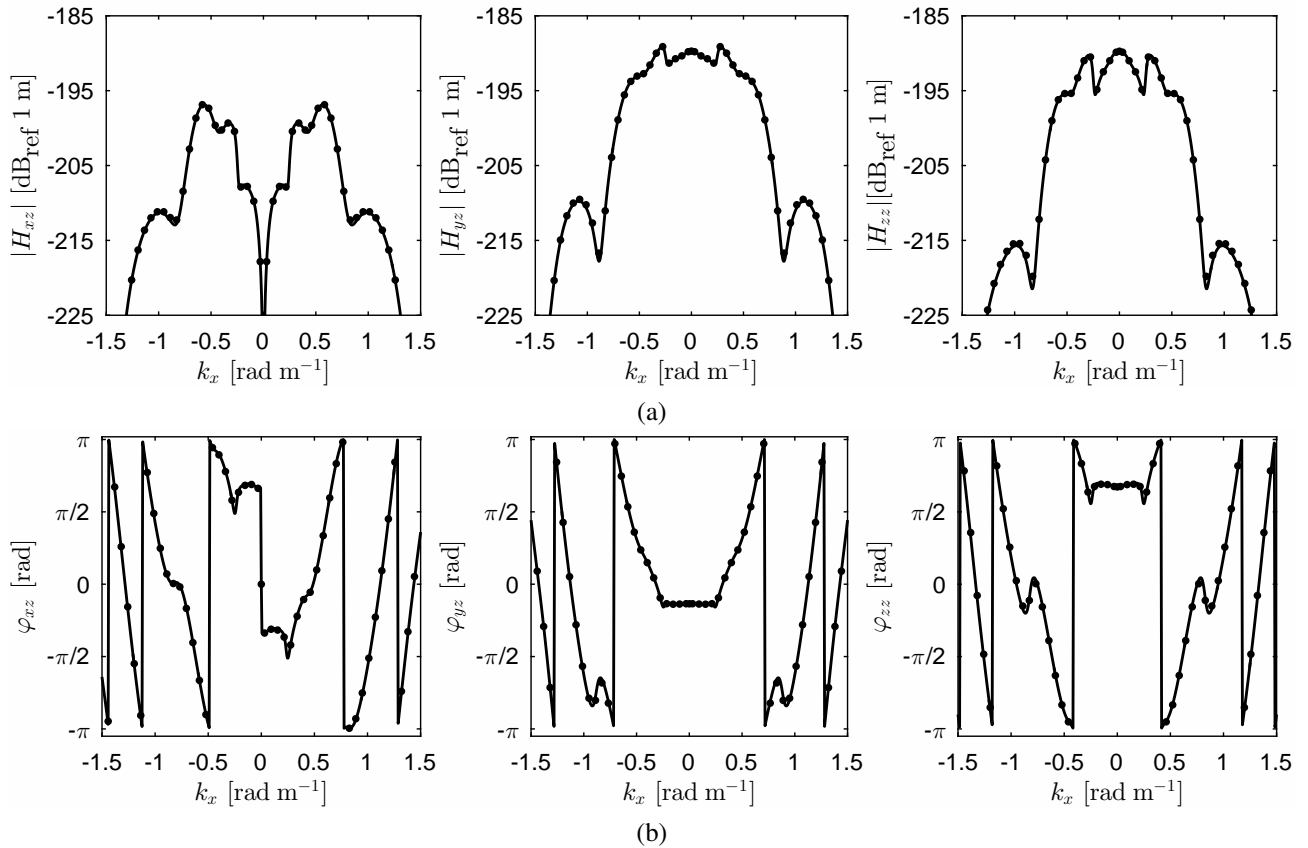 -185
-195
-205
-215
-225
|H_xz| [dB_ref 1 m]
-1.5 -1 -0.5 0 0.5 1 1.5
k_x [rad m⁻¹]
-185
-195
-205
-215
-225
|H_yz| [dB_ref 1 m]
-1.5 -1 -0.5 0 0.5 1 1.5
k_x [rad m⁻¹]
-185
-195
-205
-215
-225
|H_zz| [dB_ref 1 m]
-1.5 -1 -0.5 0 0.5 1 1.5
k_x [rad m⁻¹]
(a)
π
π/2
0
-π/2
-π
φ_xz [rad]
-1.5 -1 -0.5 0 0.5 1 1.5
k_x [rad m⁻¹]
π
π/2
0
-π/2
-π
φ_yz [rad]
-1.5 -1 -0.5 0 0.5 1 1.5
k_x [rad m⁻¹]
π
π/2
0
-π/2
-π
φ_zz [rad]
-1.5 -1 -0.5 0 0.5 1 1.5
k_x [rad m⁻¹]
(b)